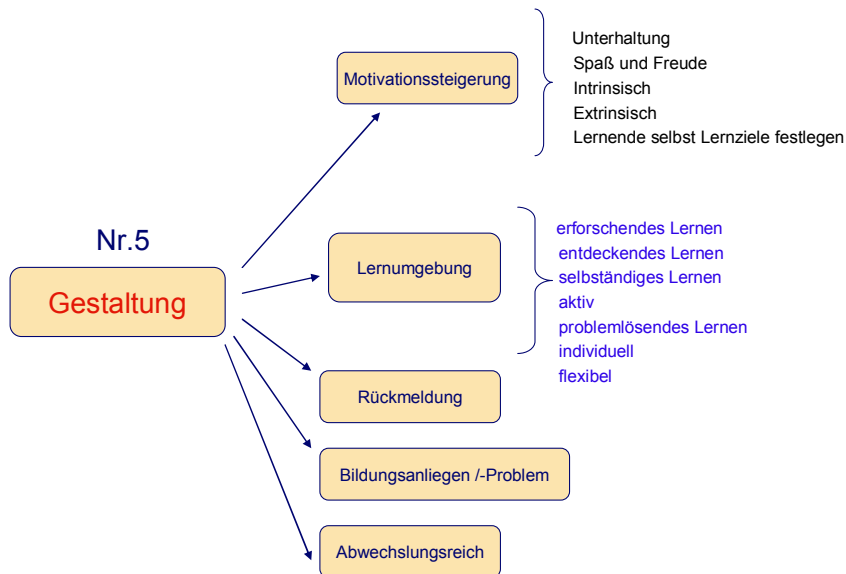 Nr.5
Gestaltung
Motivationssteigerung
Unterhaltung
Spaß und Freude
Intrinsisch
Extrinsisch
Lernende selbst Lernziele festlegen
Lernumgebung
erforschendes Lernen
entdeckendes Lernen
selbständiges Lernen
aktiv
problemlösendes Lernen
individuell
flexibel
Rückmeldung
Bildungsanliegen /-Problem
Abwechslungsreich